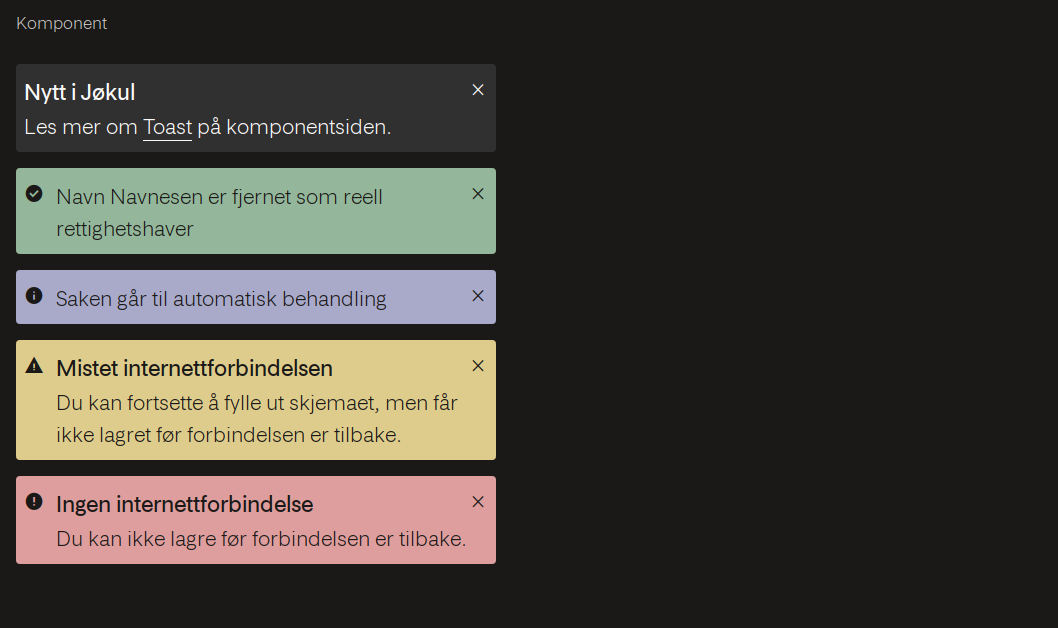 Komponent
Nytt i Jøkul
Les mer om Toast på komponentsiden.
Navn Navnesen er fjernet som reell
rettighetshaver
Saken går til automatisk behandling
Mistet internettforbindelsen
Du kan fortsette å fylle ut skjemaet, men får
ikke lagret før forbindelsen er tilbake.
Ingen internettforbindelse
Du kan ikke lagre før forbindelsen er tilbake.